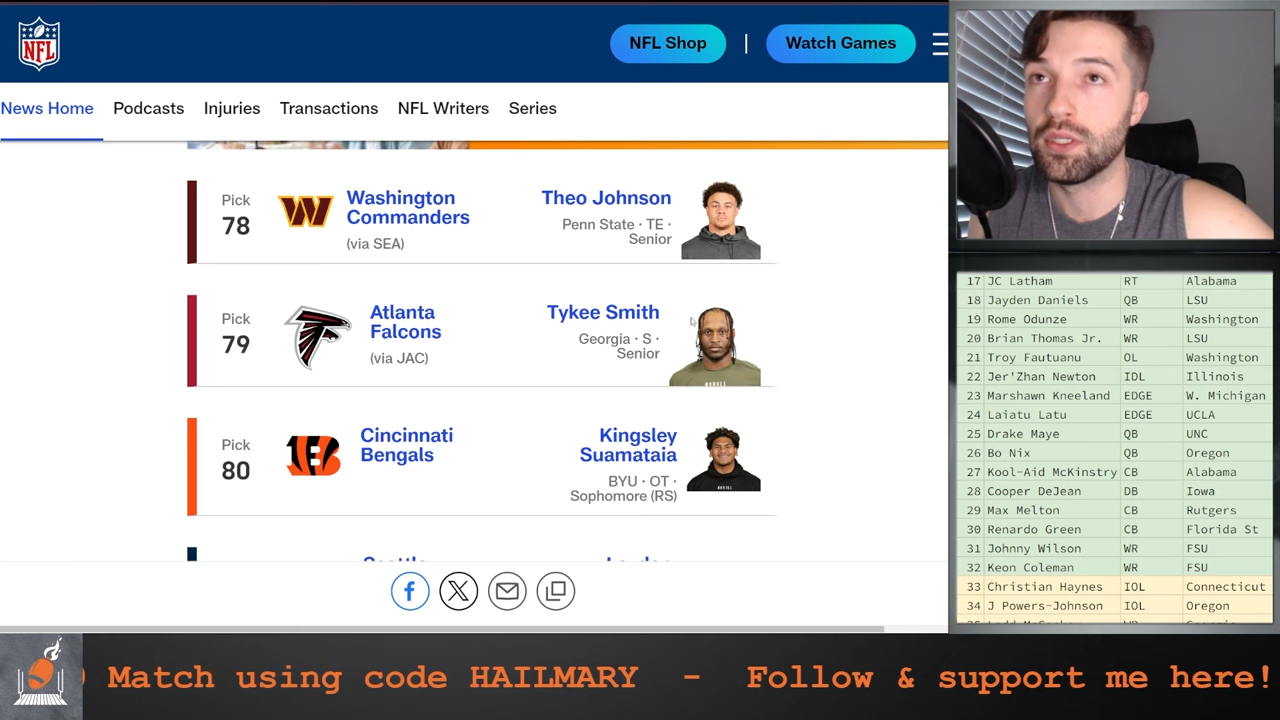 NFL
NFL Shop
|
Watch Games
News Home
Podcasts
Injuries
Transactions
NFL Writers
Series
Pick
78
Washington
Commanders
(via SEA)
Theo Johnson
Penn State · TE ·
Senior
Pick
79
Atlanta
Falcons
(via JAC)
Tykee Smith
Georgia · S ·
Senior
Pick
80
Cincinnati
Bengals
Kingsley
Suamataia
BYU · OT ·
Sophomore (RS)
17 JC Latham RT Alabama
18 Jayden Daniels QB LSU
19 Rome Odunze WR Washington
20 Brian Thomas Jr. WR LSU
21 Troy Fautuanu OL Washington
22 Jer'Zhan Newton IDL Illinois
23 Marshawn Kneeland EDGE W. Michigan
24 Laiatu Latu EDGE UCLA
25 Drake Maye QB UNC
26 Bo Nix QB Oregon
27 Kool-Aid McKinstry CB Alabama
28 Cooper DeJean DB Iowa
29 Max Melton CB Rutgers
30 Renardo Green CB Florida St
31 Johnny Wilson WR FSU
32 Keon Coleman WR FSU
33 Christian Haynes IOL Connecticut
34 J Powers-Johnson IOL Oregon
Match using code HAILMARY - Follow & support me here!